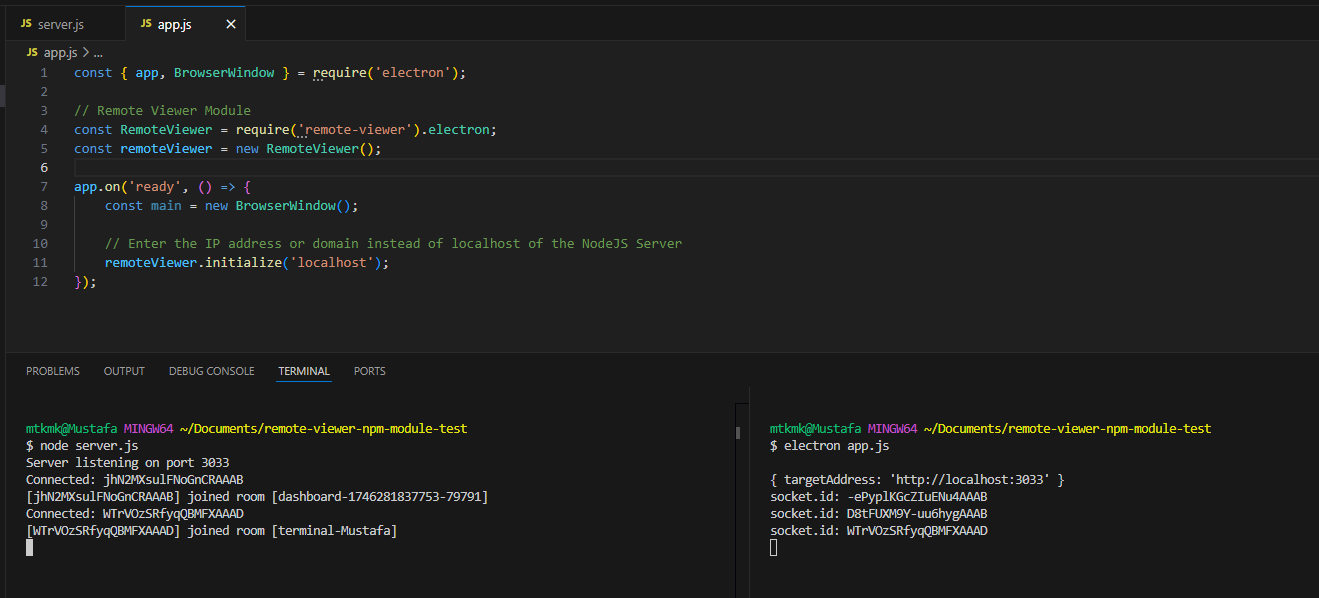 JS server.js
JS app.js ×
JS app.js > ...
1 const { app, BrowserWindow } = require('electron');
2
3 // Remote Viewer Module
4 const RemoteViewer = require('remote-viewer').electron;
5 const remoteViewer = new RemoteViewer();
6
7 app.on('ready', () => {
8 const main = new BrowserWindow();
9
10 // Enter the IP address or domain instead of localhost of the NodeJS Server
11 remoteViewer.initialize('localhost');
12 });
PROBLEMS OUTPUT DEBUG CONSOLE TERMINAL PORTS
mtkmk@Mustafa MINGW64 ~/Documents/remote-viewer-npm-module-test
$ node server.js
Server listening on port 3033
Connected: jhN2MXsulFNoGnCRAAAB
[jhN2MXsulFNoGnCRAAAB] joined room [dashboard-1746281837753-79791]
Connected: WTrVOzSRfyqQBMFXAAAD
[WTrVOzSRfyqQBMFXAAAD] joined room [terminal-Mustafa]
mtkmk@Mustafa MINGW64 ~/Documents/remote-viewer-npm-module-test
$ electron app.js
{ targetAddress: 'http://localhost:3033' }
socket.id: -ePyplKGcZIuENu4AAAB
socket.id: D8tFUXM9Y-uu6hygAAAB
socket.id: WTrVOzSRfyqQBMFXAAAD